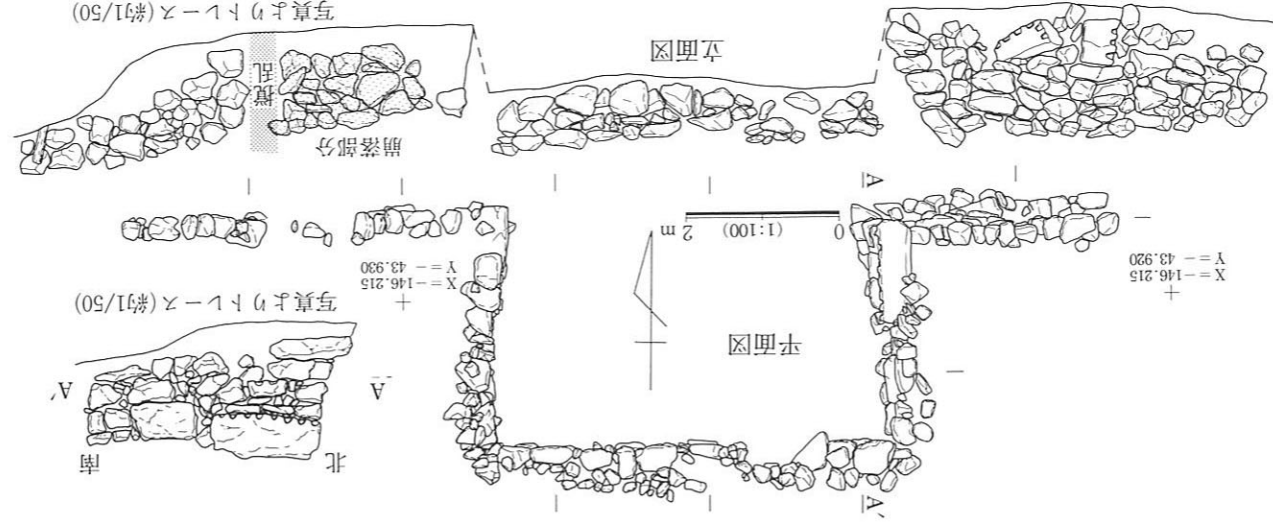 南
北
A'
A
写真よりトレース (約1/50)
X=-146.215
Y=- 43.920
平面図
X=-146.215
Y=- 43.930
0 (1:100) 2 m
A'
A
立面図
崩落部分
攪乱
写真よりトレース (約1/50)